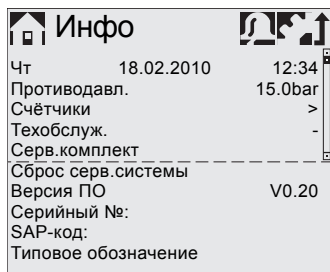 Инфо
Чт 18.02.2010 12:34
Противодавл. 15.0bar
Счётчики >
Техобслуж. -
Серв.комплект
Сброс серв.системы
Версия ПО V0.20
Серийный №:
SAP-код:
Типовое обозначение